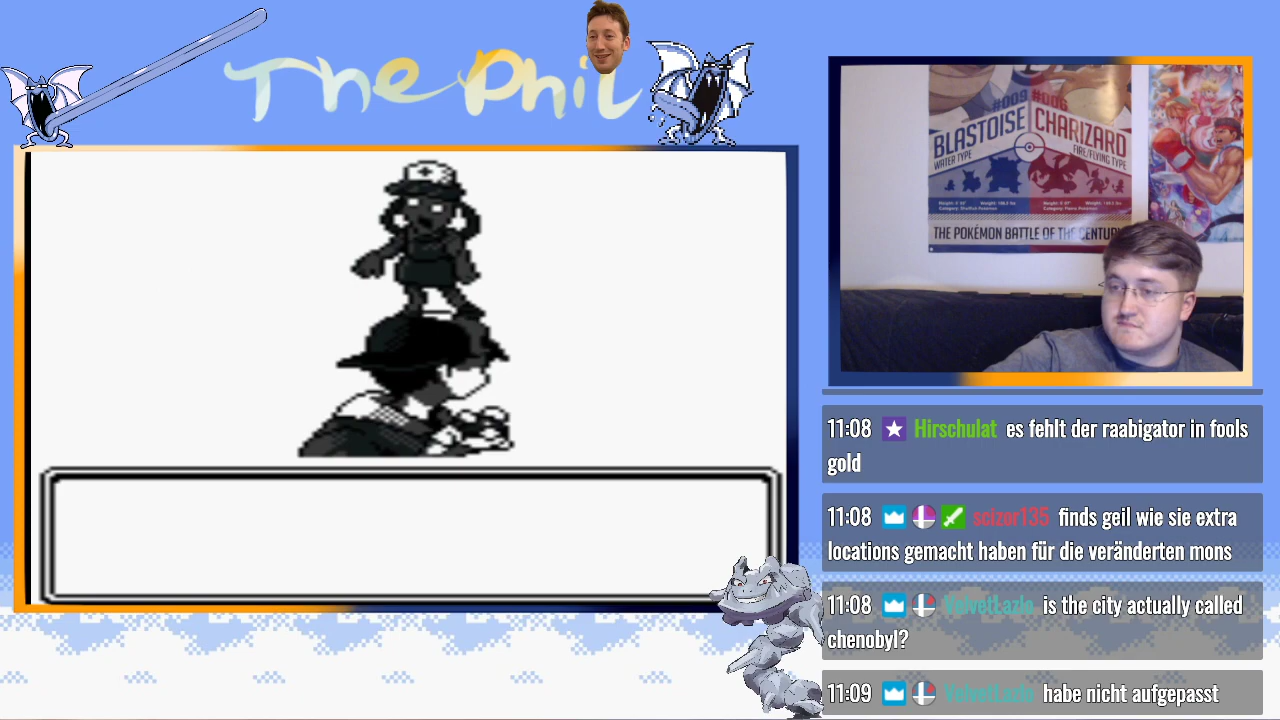 The Phil
#009 #006
BLASTOISE CHARIZARD
WATER TYPE FIRE/FLYING TYPE
THE POKÉMON BATTLE OF THE CENTURY
11:08 Hirschulat es fehlt der raabigator in fools
gold
11:08 scizor135 finds geil wie sie extra
locations gemacht haben für die veränderten mons
11:08 VelvetLazle is the city actually called
chenobyl?
11:09 VelvetLazle habe nicht aufgepasst